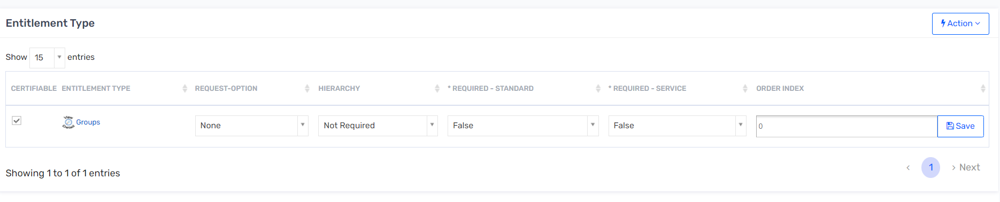 Entitlement Type
Action
Show 15 entries
CERTIFIABLE ENTITLEMENT TYPE REQUEST-OPTION HIERARCHY * REQUIRED - STANDARD * REQUIRED - SERVICE ORDER INDEX
View Detail Groups None Not Required False False 0 Save
Showing 1 to 1 of 1 entries
‹ 1 › Next